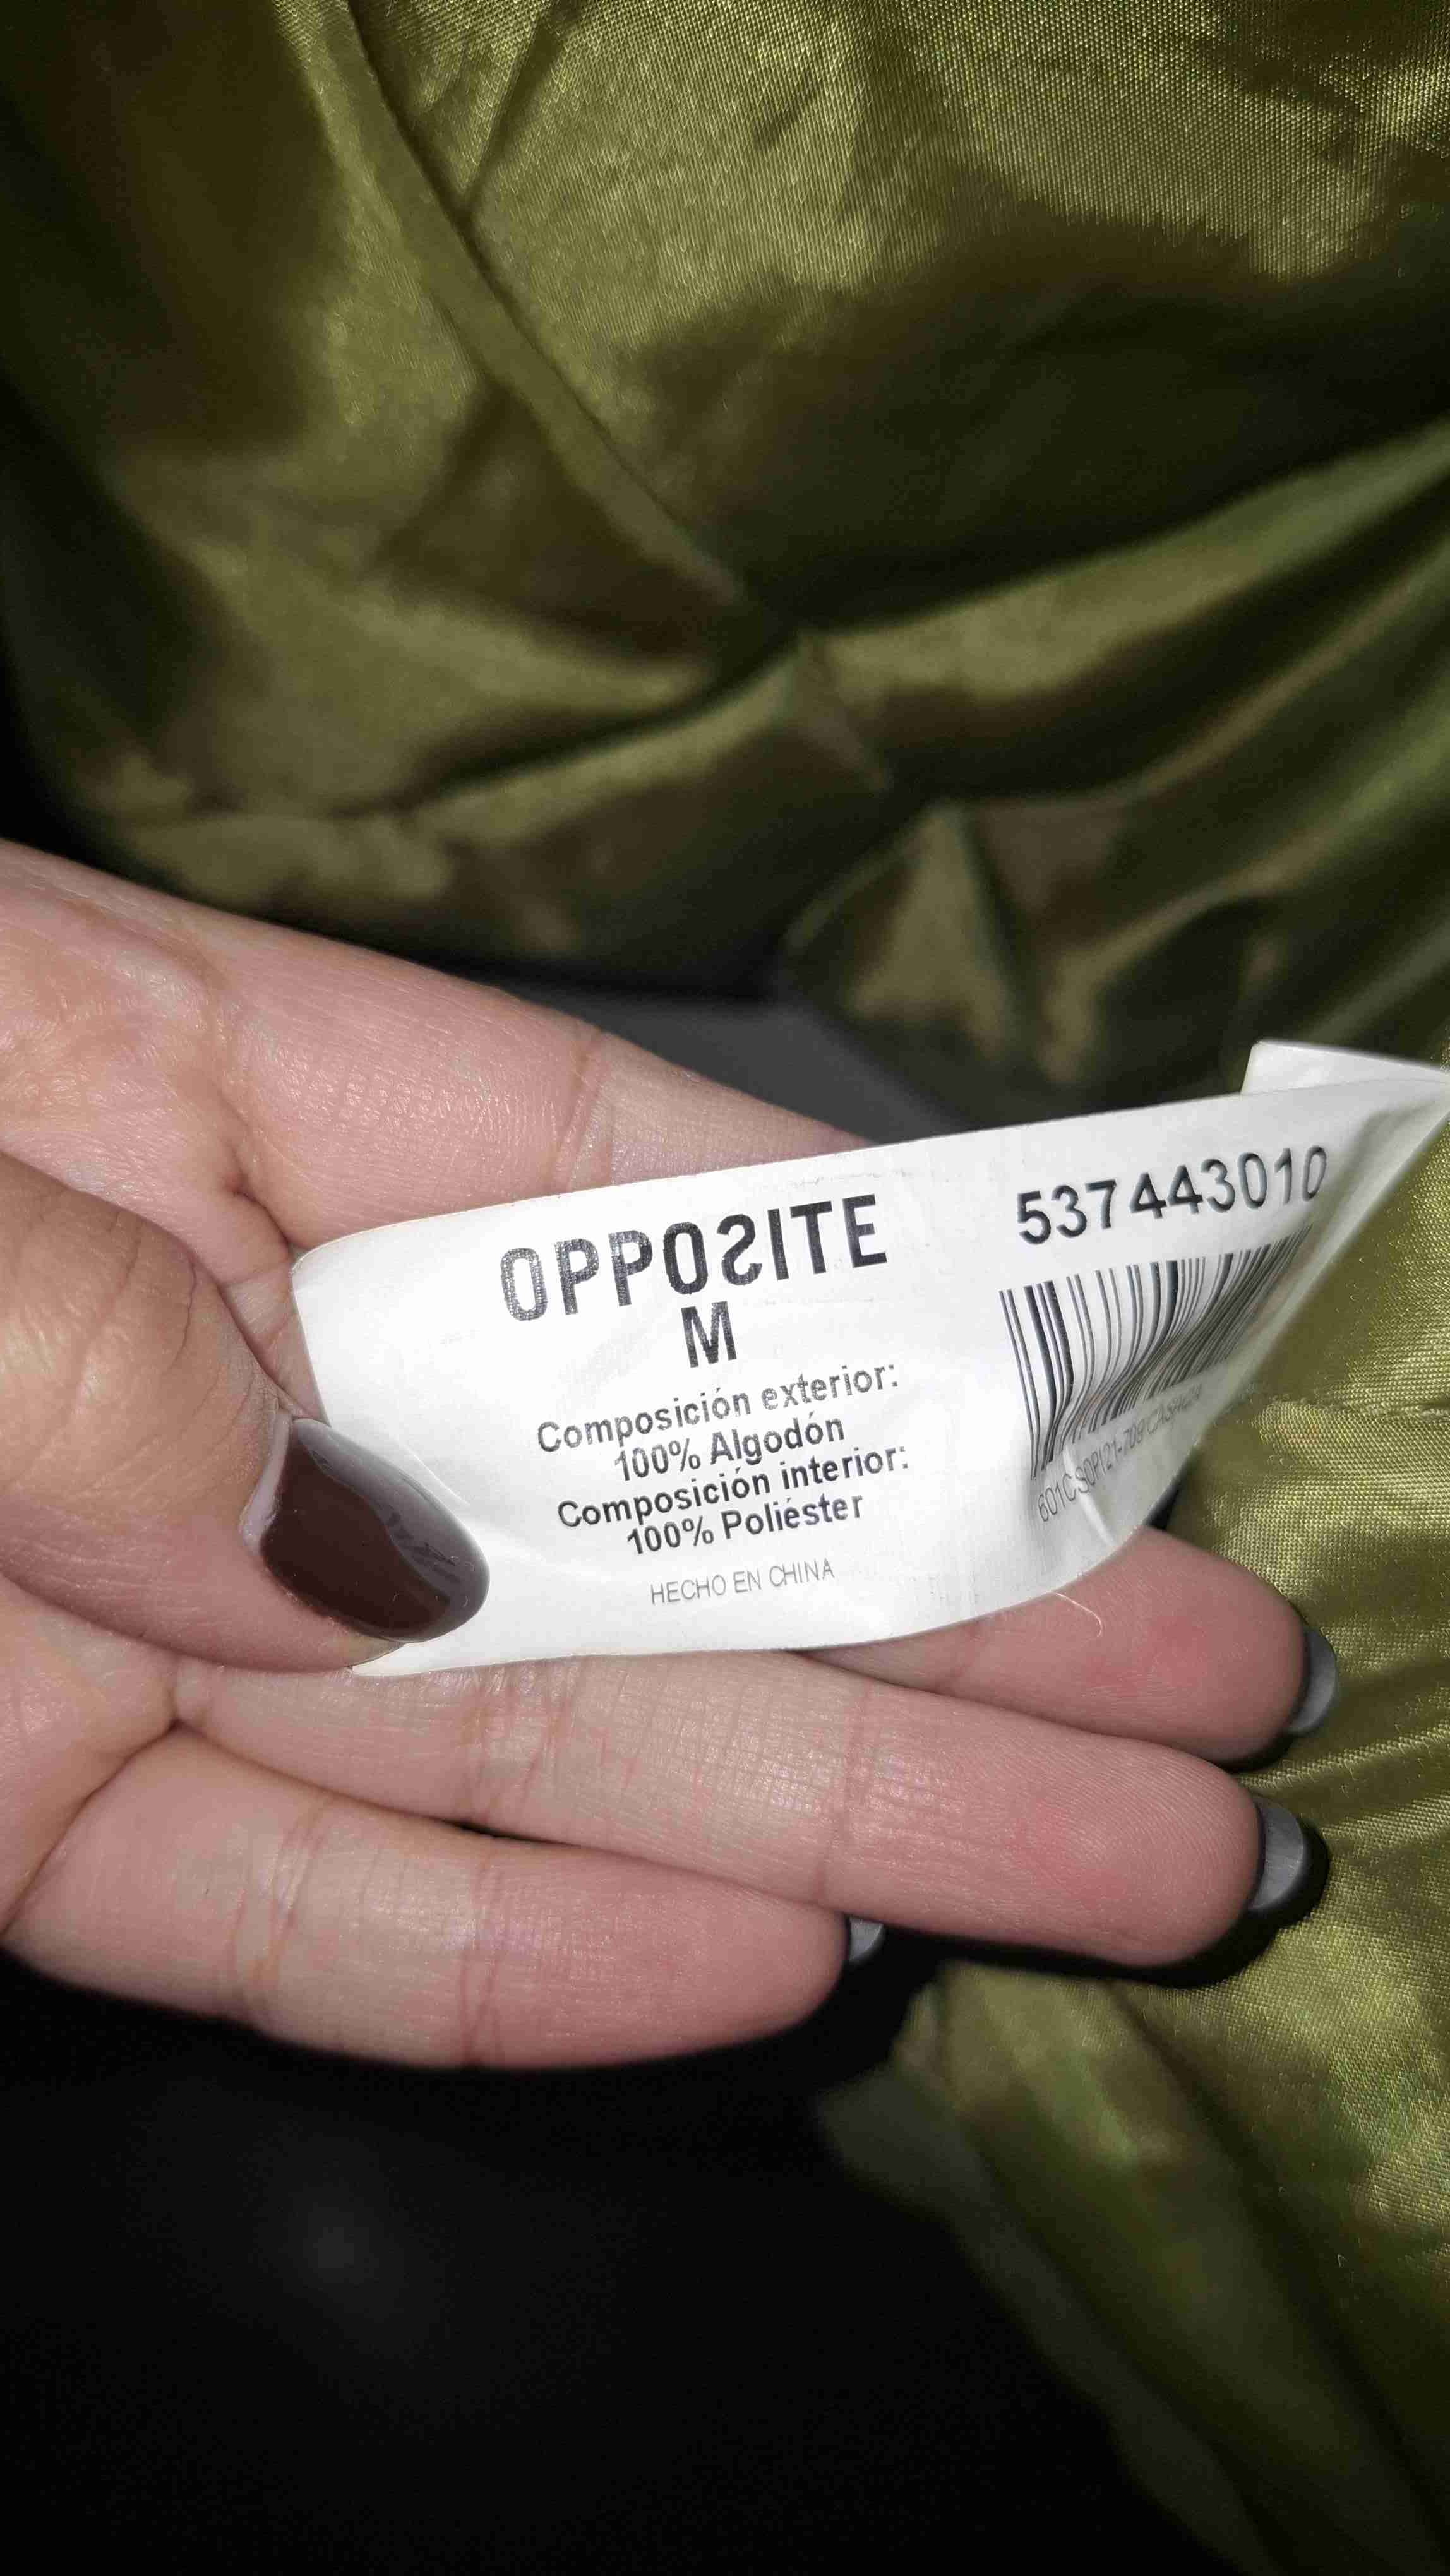 OPPOSITE
M
Composición exterior:
100% Algodón
Composición interior:
100% Poliéster
HECHO EN CHINA
537443010